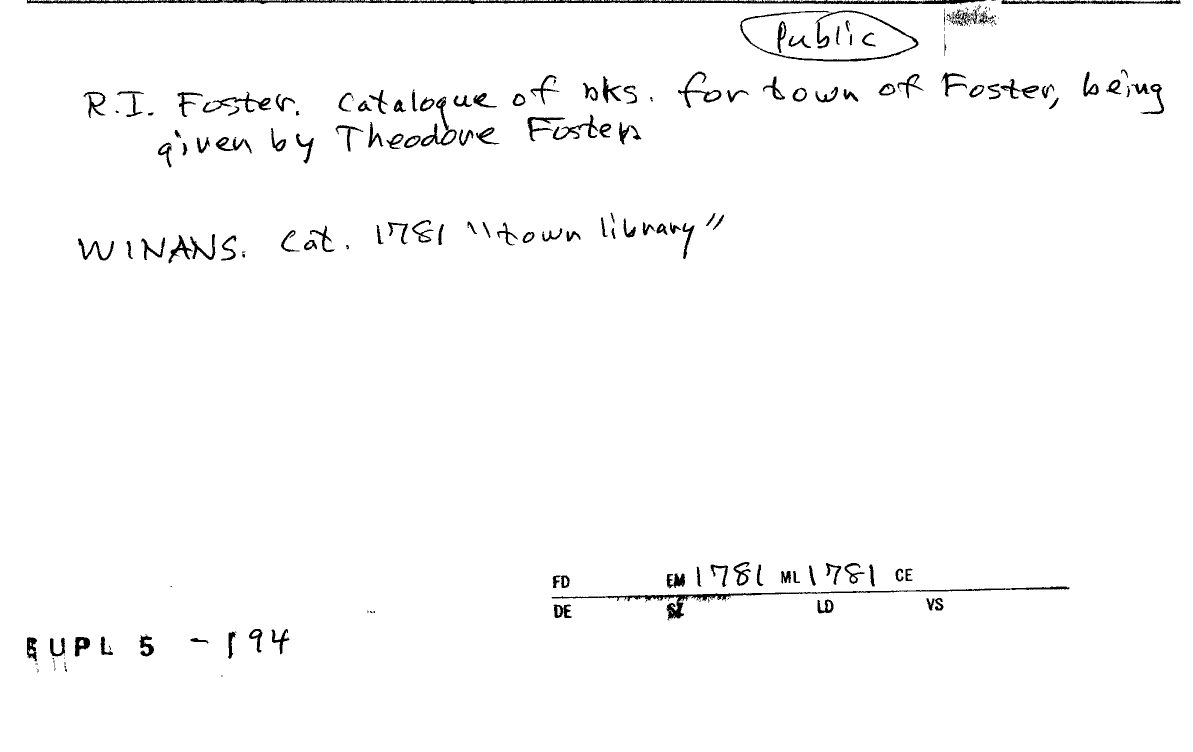 Public
R.I. Foster. Catalogue of bks. for town of Foster, being
given by Theodore Foster.
WINANS. Cat. 1781 "town library"
FD EM 1781 ML 1781 CE
DE SZ LD VS
SUPL 5 - 194